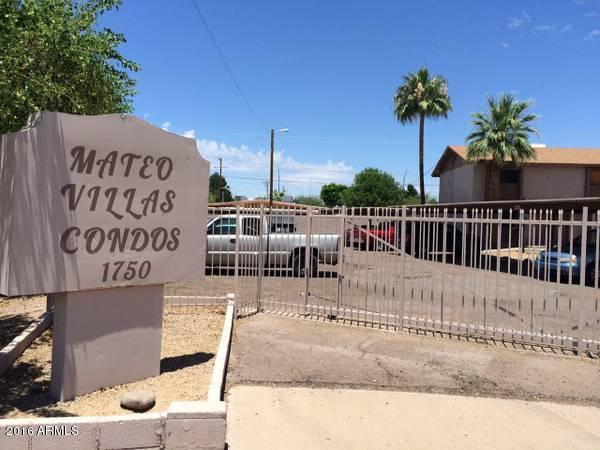 MATEO
VILLAS
CONDOS
1750
2016 ARMLS